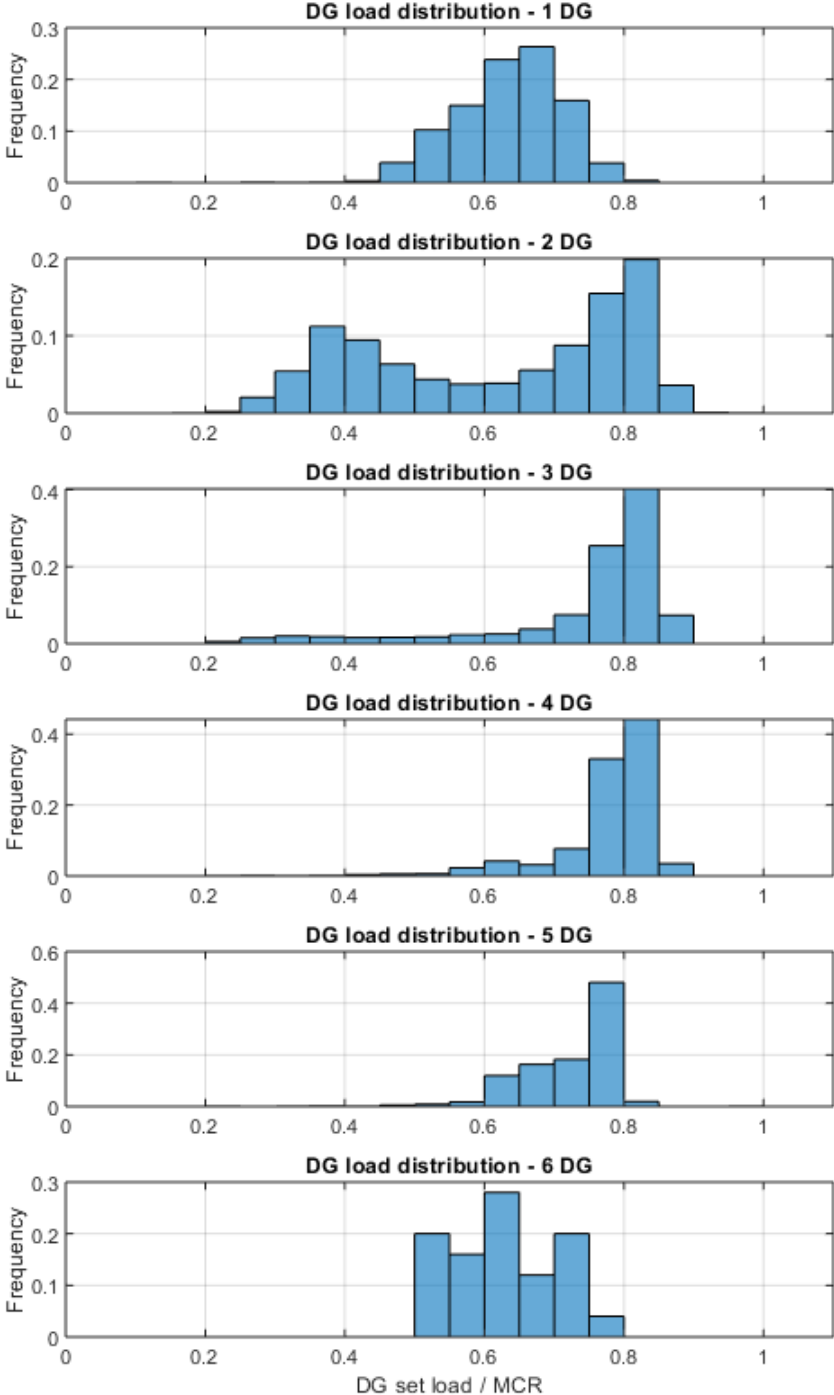 DG load distribution - 1 DG
0.3
0.2
0.1
0
Frequency
0 0.2 0.4 0.6 0.8 1
DG load distribution - 2 DG
0.2
0.1
0
Frequency
0 0.2 0.4 0.6 0.8 1
DG load distribution - 3 DG
0.4
0.2
0
Frequency
0 0.2 0.4 0.6 0.8 1
DG load distribution - 4 DG
0.4
0.2
0
Frequency
0 0.2 0.4 0.6 0.8 1
DG load distribution - 5 DG
0.6
0.4
0.2
0
Frequency
0 0.2 0.4 0.6 0.8 1
DG load distribution - 6 DG
0.3
0.2
0.1
0
Frequency
0 0.2 0.4 0.6 0.8 1
DG set load / MCR